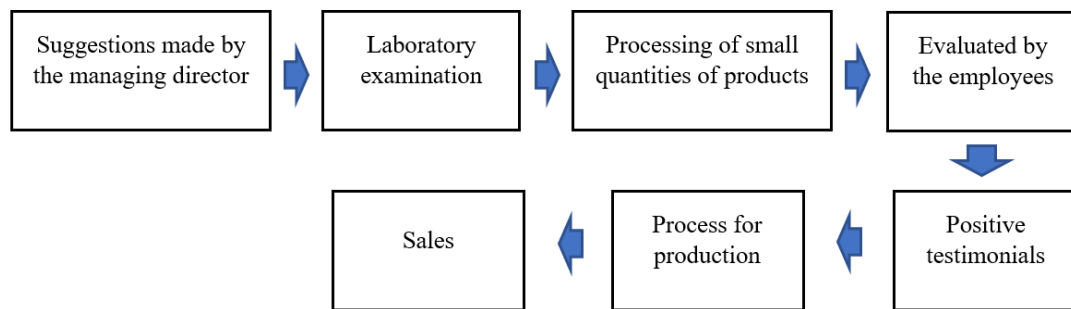 Suggestions made by
the managing director
Laboratory
examination
Processing of small
quantities of products
Evaluated by
the employees
Positive
testimonials
Process for
production
Sales